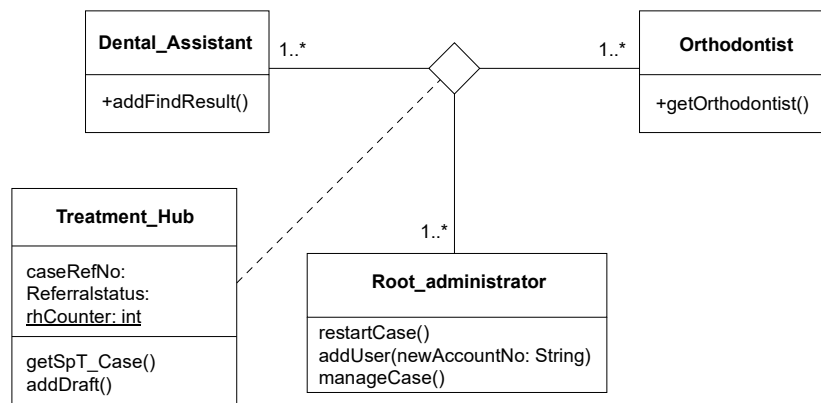 Dental_Assistant
+addFindResult()
1..*
1..*
Orthodontist
+getOrthodontist()
Treatment_Hub
caseRefNo:
Referralstatus:
rhCounter: int
getSpT_Case()
addDraft()
1..*
Root_administrator
restartCase()
addUser(newAccountNo: String)
manageCase()